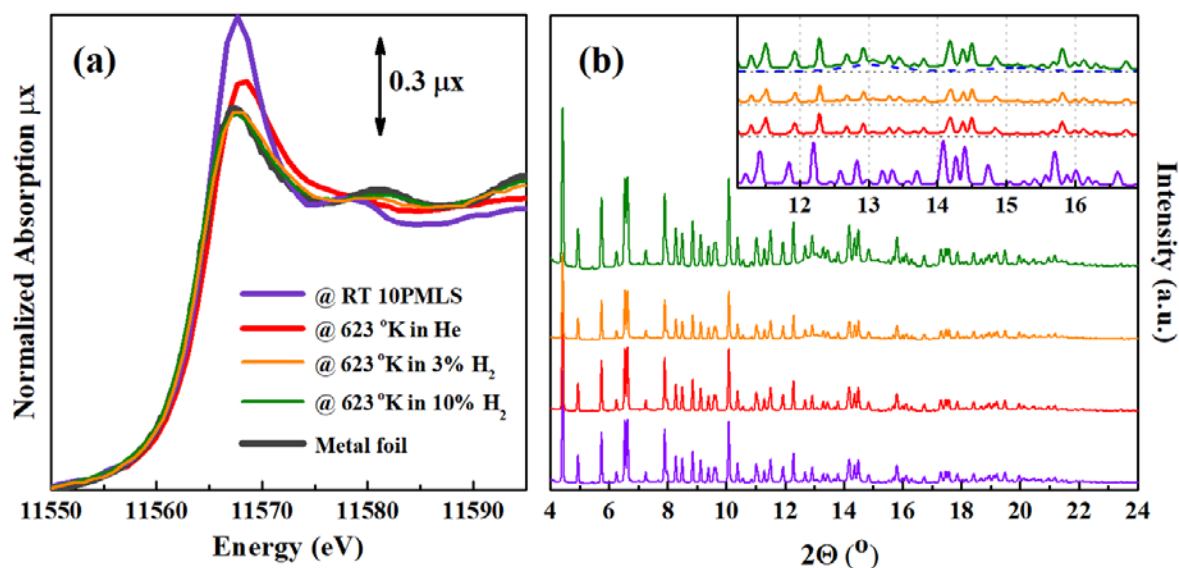 (a)
0.3 μx
Normalized Absorption μx
@ RT 10PMLS
@ 623 °K in He
@ 623 °K in 3% H₂
@ 623 °K in 10% H₂
Metal foil
11550 11560 11570 11580 11590
Energy (eV)
(b)
12 13 14 15 16
Intensity (a.u.)
4 6 8 10 12 14 16 18 20 22 24
2Θ (°)